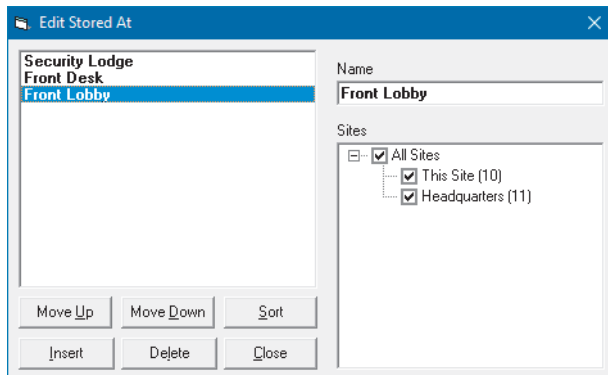 Edit Stored At
Security Lodge
Front Desk
Front Lobby
Name
Front Lobby
Sites
All Sites
This Site (10)
Headquarters (11)
Move Up Move Down Sort
Insert Delete Close